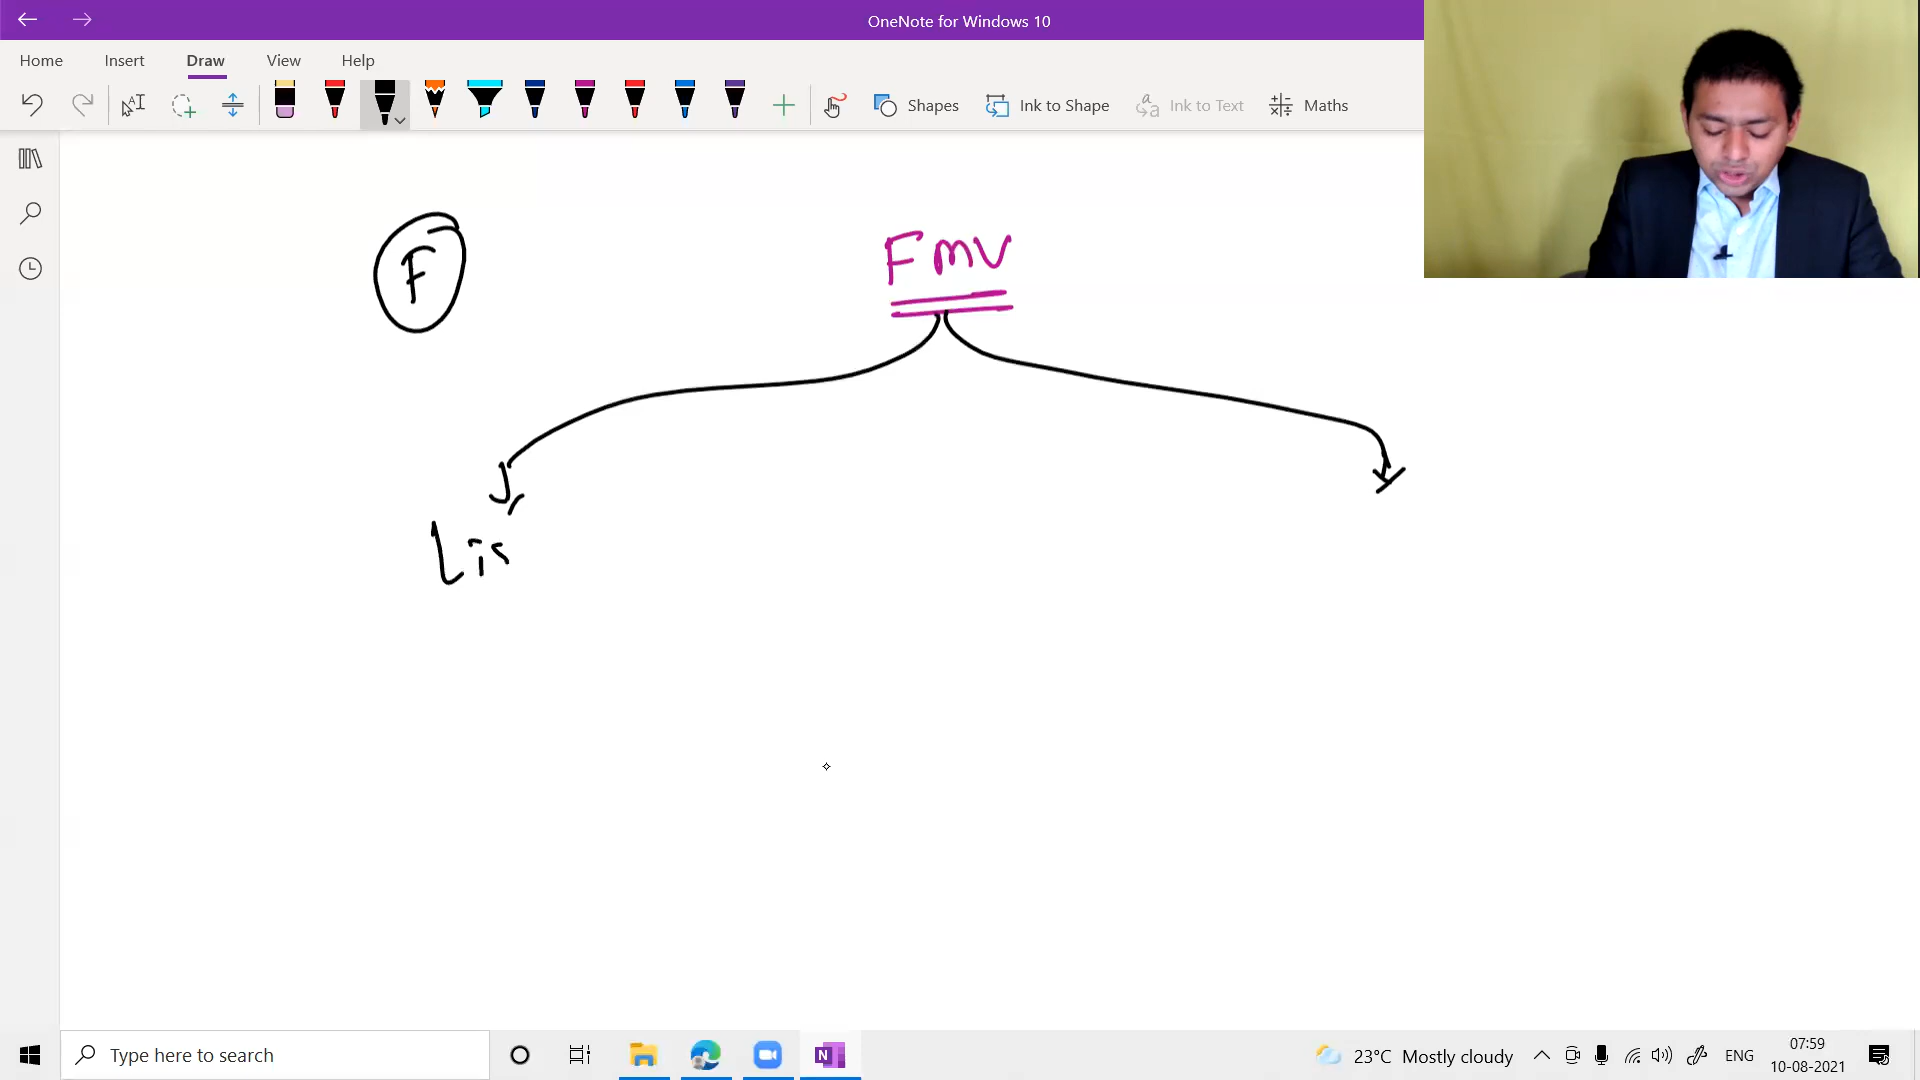 OneNote for Windows 10
Home Insert Draw View Help
Shapes Ink to Shape Ink to Text Maths
F
Fmv
Lis
Type here to search
23°C Mostly cloudy
ENG
07:59
10-08-2021